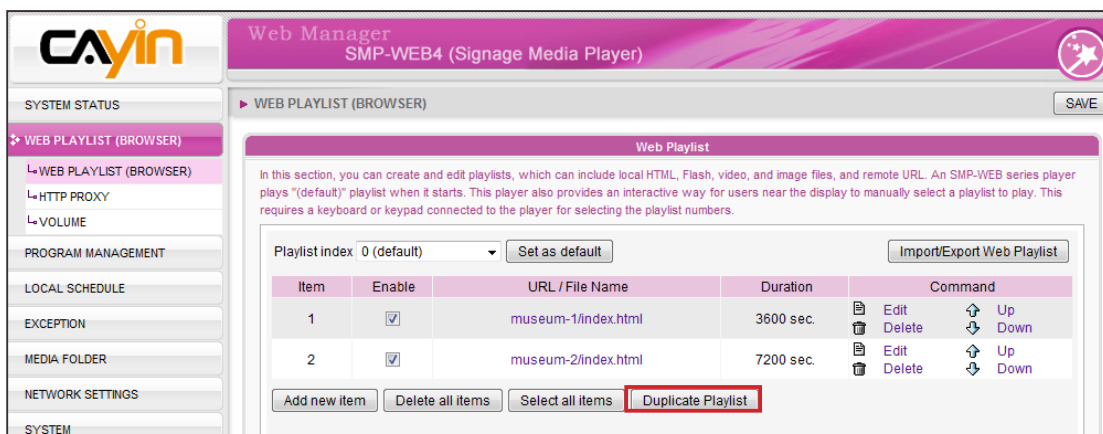 CAYIN
Web Manager
SMP-WEB4 (Signage Media Player)
SYSTEM STATUS
WEB PLAYLIST (BROWSER)
WEB PLAYLIST (BROWSER)
HTTP PROXY
VOLUME
PROGRAM MANAGEMENT
LOCAL SCHEDULE
EXCEPTION
MEDIA FOLDER
NETWORK SETTINGS
SYSTEM
WEB PLAYLIST (BROWSER) SAVE
Web Playlist
In this section, you can create and edit playlists, which can include local HTML, Flash, video, and image files, and remote URL. An SMP-WEB series player
plays "(default)" playlist when it starts. This player also provides an interactive way for users near the display to manually select a playlist to play. This
requires a keyboard or keypad connected to the player for selecting the playlist numbers.
Playlist index 0 (default) Set as default Import/Export Web Playlist
Item Enable URL / File Name Duration Command
1 museum-1/index.html 3600 sec. Edit Up
Delete Down
2 museum-2/index.html 7200 sec. Edit Up
Delete Down
Add new item Delete all items Select all items Duplicate Playlist